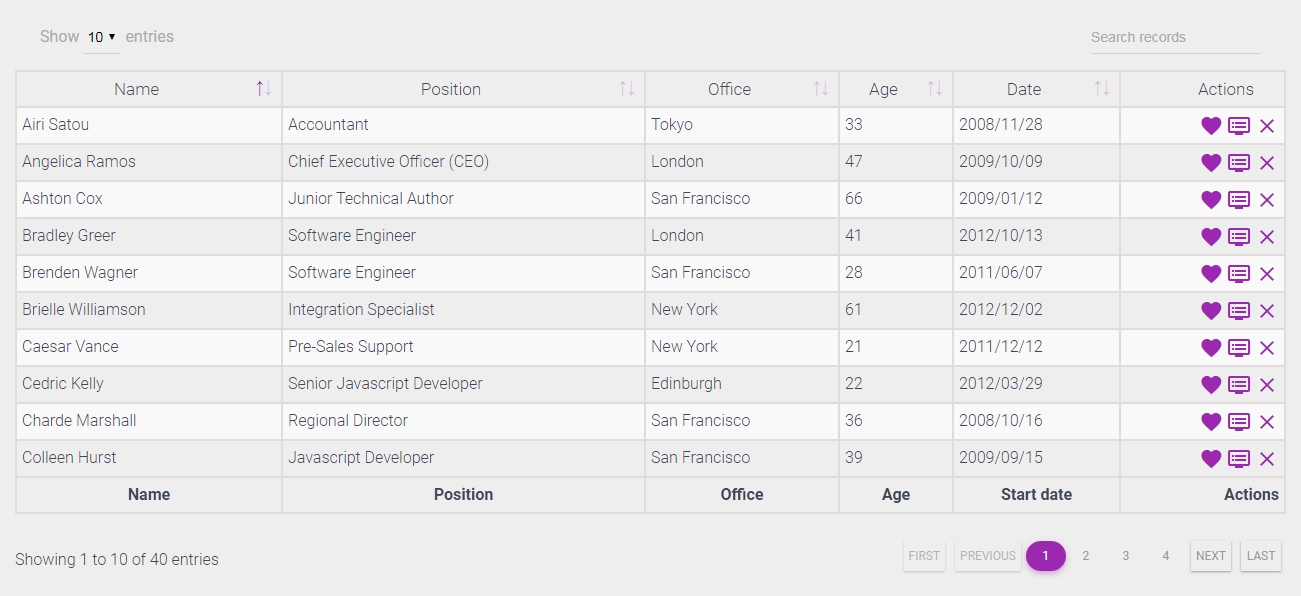 Show 10 entries Search records
Name Position Office Age Date Actions
Airi Satou Accountant Tokyo 33 2008/11/28
Angelica Ramos Chief Executive Officer (CEO) London 47 2009/10/09
Ashton Cox Junior Technical Author San Francisco 66 2009/01/12
Bradley Greer Software Engineer London 41 2012/10/13
Brenden Wagner Software Engineer San Francisco 28 2011/06/07
Brielle Williamson Integration Specialist New York 61 2012/12/02
Caesar Vance Pre-Sales Support New York 21 2011/12/12
Cedric Kelly Senior Javascript Developer Edinburgh 22 2012/03/29
Charde Marshall Regional Director San Francisco 36 2008/10/16
Colleen Hurst Javascript Developer San Francisco 39 2009/09/15
Name Position Office Age Start date Actions
Showing 1 to 10 of 40 entries FIRST PREVIOUS 1 2 3 4 NEXT LAST